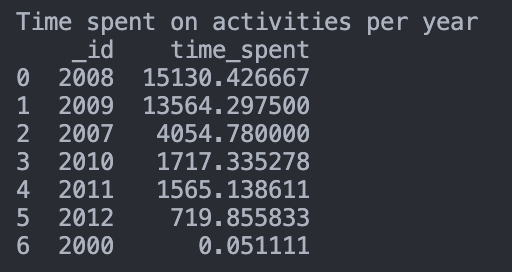 Time spent on activities per year
_id time_spent
0 2008 15130.426667
1 2009 13564.297500
2 2007 4054.780000
3 2010 1717.335278
4 2011 1565.138611
5 2012 719.855833
6 2000 0.051111